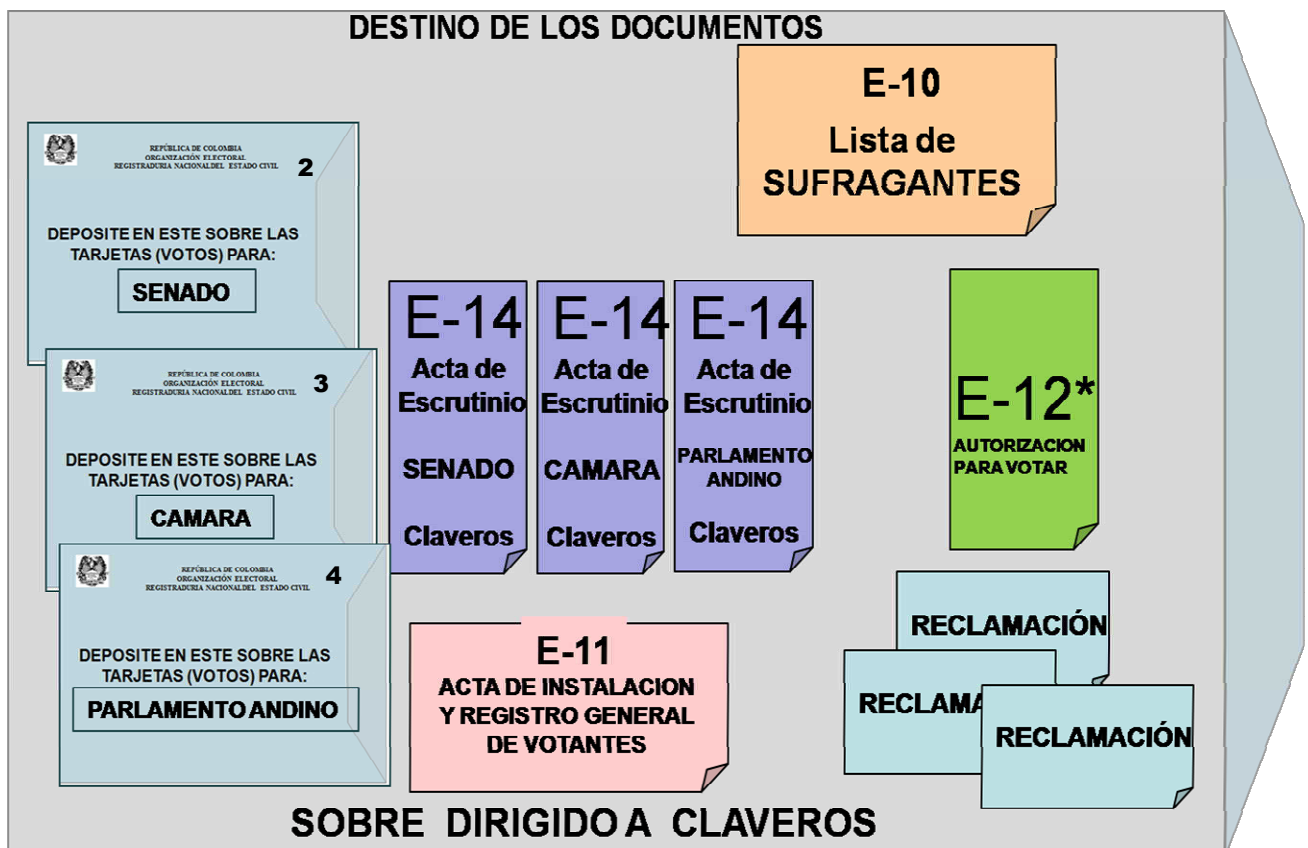 DESTINO DE LOS DOCUMENTOS
E-10
Lista de
SUFRAGANTES
REPÚBLICA DE COLOMBIA
ORGANIZACIÓN ELECTORAL
REGISTRADURIA NACIONALDEL ESTADO CIVIL
2
DEPOSITE EN ESTE SOBRE LAS
TARJETAS (VOTOS) PARA:
SENADO
REPÚBLICA DE COLOMBIA
ORGANIZACIÓN ELECTORAL
REGISTRADURIA NACIONALDEL ESTADO CIVIL
3
DEPOSITE EN ESTE SOBRE LAS
TARJETAS (VOTOS) PARA:
CAMARA
REPÚBLICA DE COLOMBIA
ORGANIZACIÓN ELECTORAL
REGISTRADURIA NACIONALDEL ESTADO CIVIL
4
DEPOSITE EN ESTE SOBRE LAS
TARJETAS (VOTOS) PARA:
PARLAMENTO ANDINO
E-14
Acta de
Escrutinio
SENADO
Claveros
E-14
Acta de
Escrutinio
CAMARA
Claveros
E-14
Acta de
Escrutinio
PARLAMENTO
ANDINO
Claveros
E-12*
AUTORIZACION
PARA VOTAR
E-11
ACTA DE INSTALACION
Y REGISTRO GENERAL
DE VOTANTES
RECLAMACIÓN
RECLAMA
RECLAMACIÓN
SOBRE DIRIGIDO A CLAVEROS